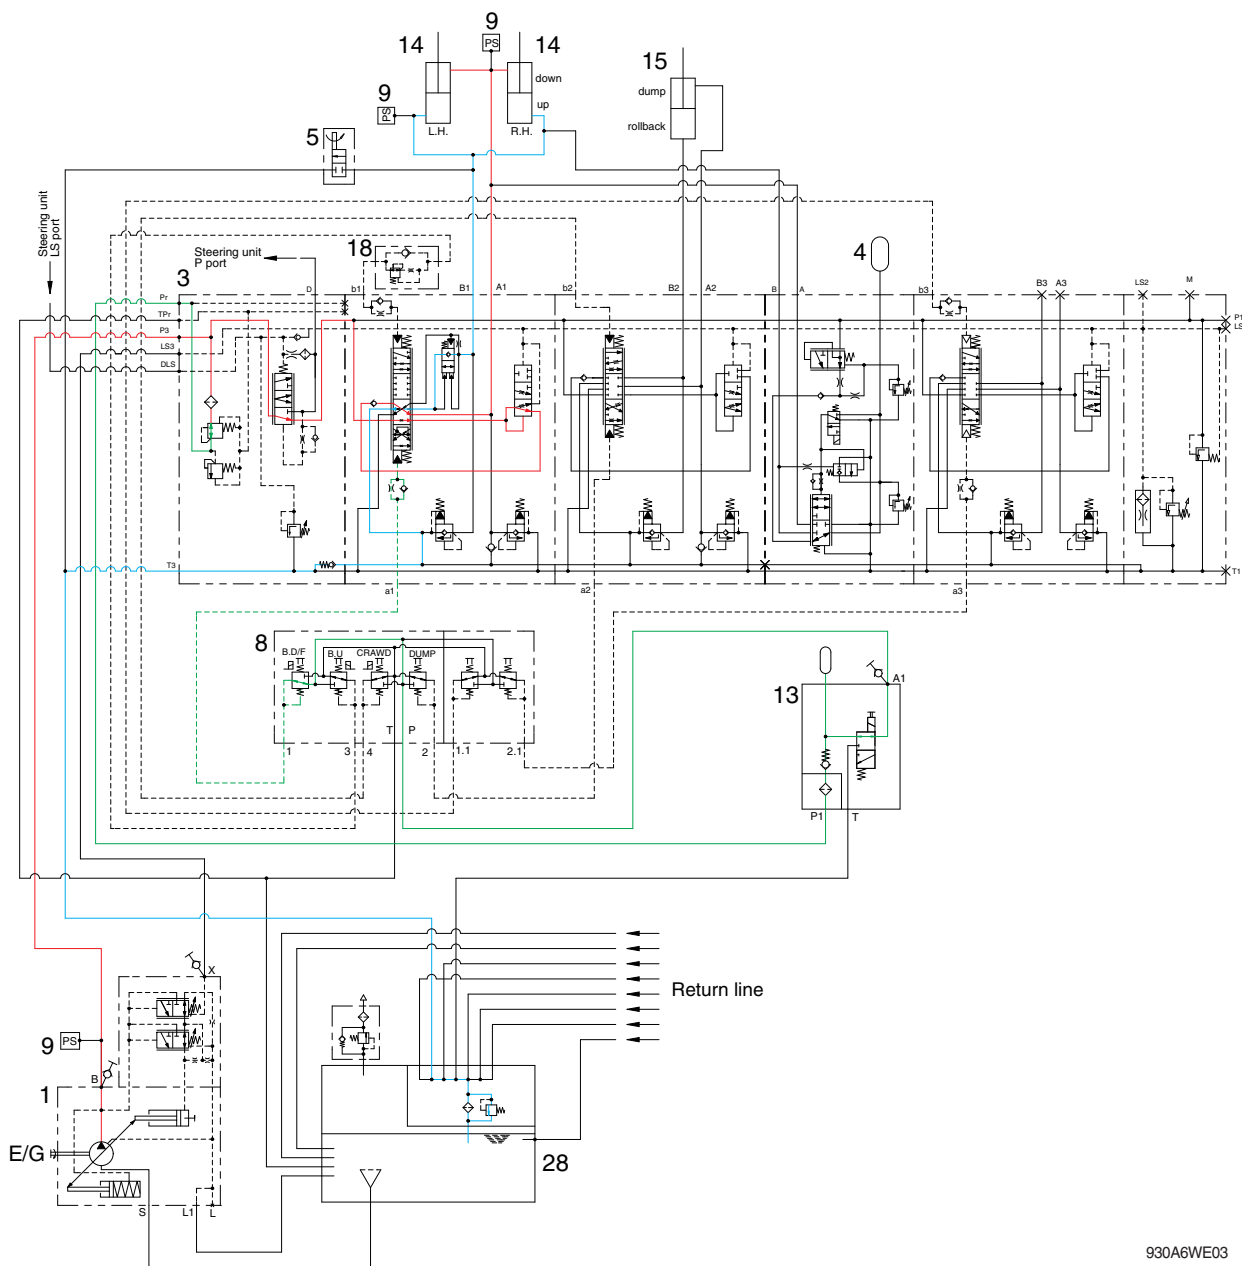 9
PS
14
14
15
down
dump
9
PS
up
5
L.H.
R.H.
rollback
Steering unit
LS port
Steering unit
P port
18
4
3
Pr
D
b1
B1
A1
b2
B2
A2
B
A
b3
B3
A3
LS2
M
TPr
P1
P3
LS
LS3
DLS
T3
T1
a1
a2
a3
8
B.D/F
B.U
CRAWD
DUMP
A1
13
T
P
1
3
4
2
1.1
2.1
P1
T
X
Return line
9
PS
B
1
E/G
28
S
L1
L
930A6WE03